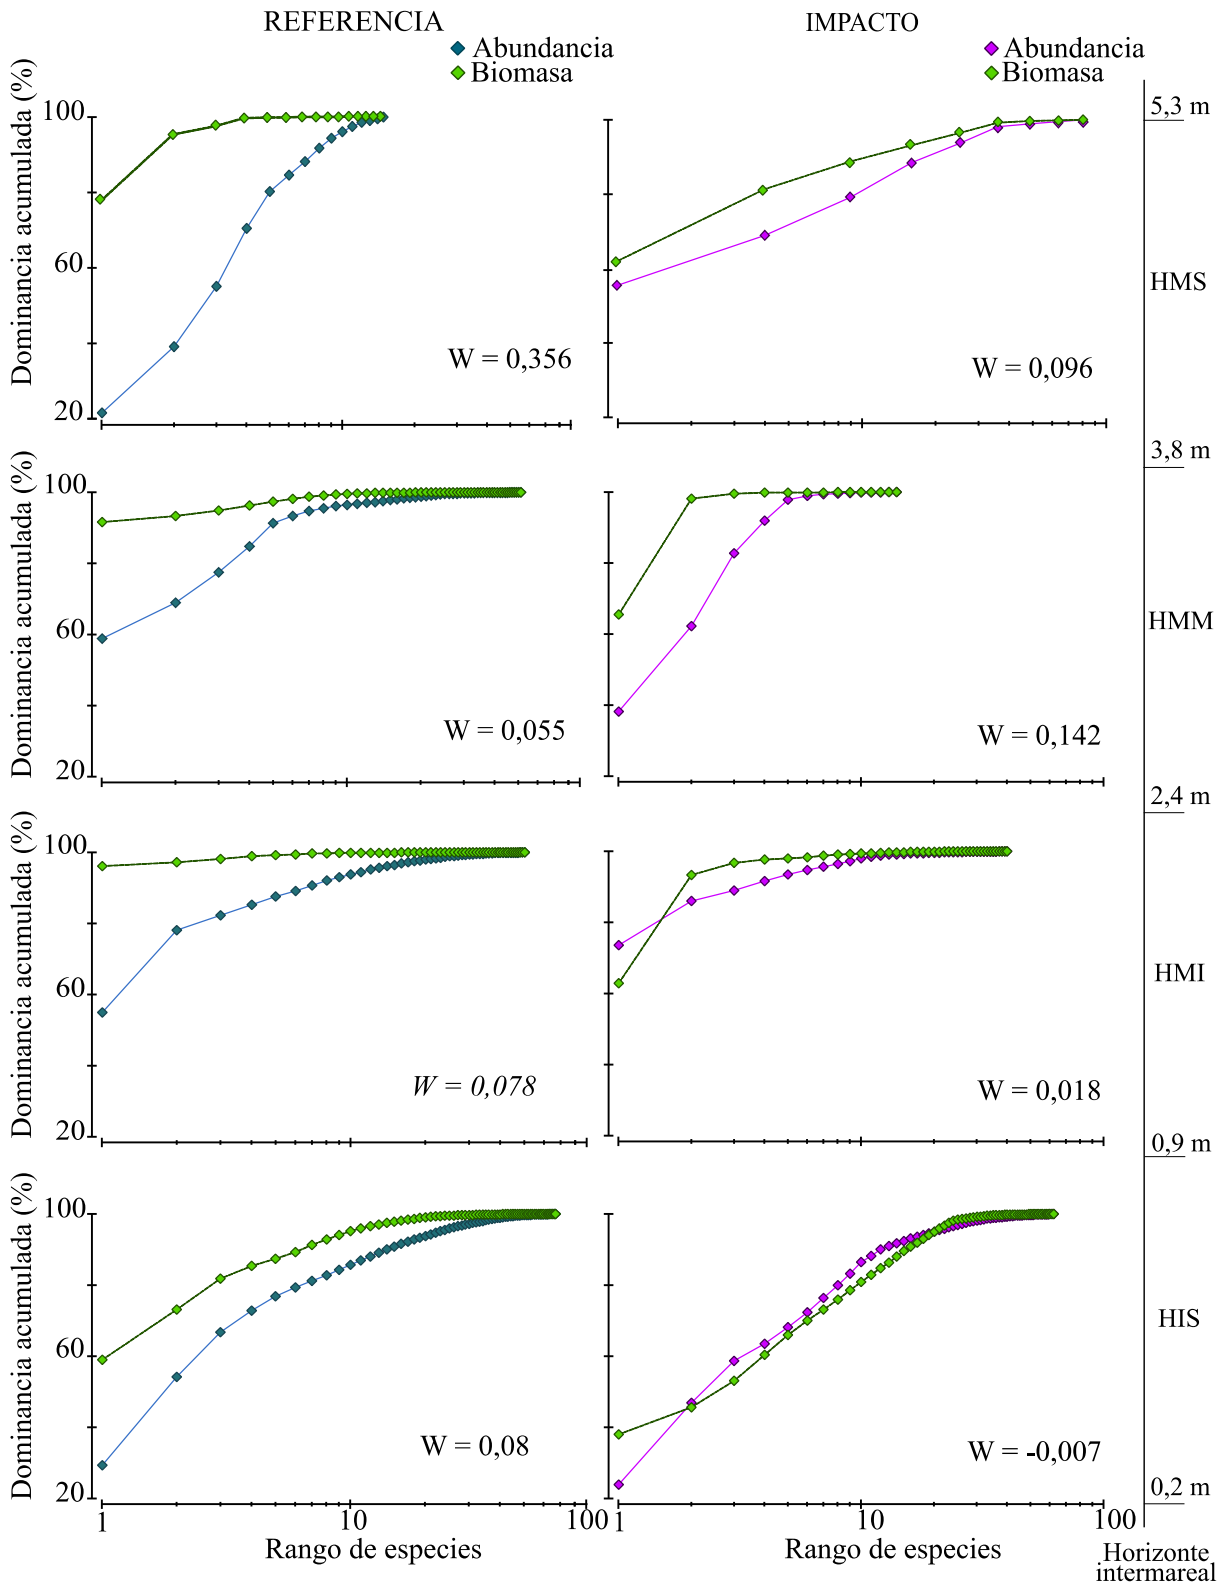 REFERENCIA
IMPACTO
Abundancia
Biomasa
Abundancia
Biomasa
Dominancia acumulada (%)
100
60
20
W = 0,356
W = 0,096
5,3 m
HMS
3,8 m
Dominancia acumulada (%)
100
60
20
W = 0,055
W = 0,142
HMM
2,4 m
Dominancia acumulada (%)
100
60
20
W = 0,078
W = 0,018
HMI
0,9 m
Dominancia acumulada (%)
100
60
20
W = 0,08
W = -0,007
HIS
0,2 m
1 10 100
1 10 100
Rango de especies
Rango de especies
Horizonte
intermareal